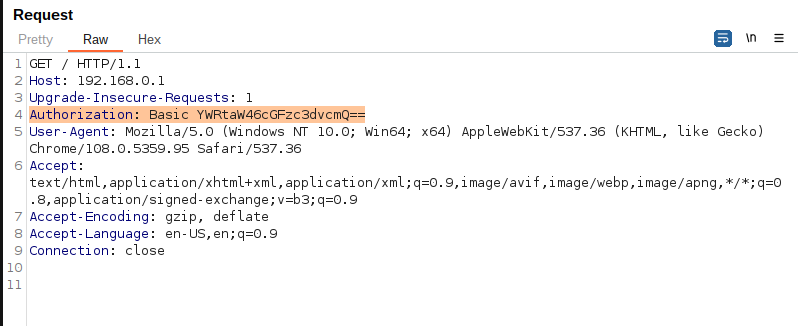 Request
Pretty Raw Hex \n
1 GET / HTTP/1.1
2 Host: 192.168.0.1
3 Upgrade-Insecure-Requests: 1
4 Authorization: Basic YWRtaW46cGFzc3dvcmQ==
5 User-Agent: Mozilla/5.0 (Windows NT 10.0; Win64; x64) AppleWebKit/537.36 (KHTML, like Gecko)
Chrome/108.0.5359.95 Safari/537.36
6 Accept:
text/html,application/xhtml+xml,application/xml;q=0.9,image/avif,image/webp,image/apng,*/*;q=0
.8,application/signed-exchange;v=b3;q=0.9
7 Accept-Encoding: gzip, deflate
8 Accept-Language: en-US,en;q=0.9
9 Connection: close
10
11